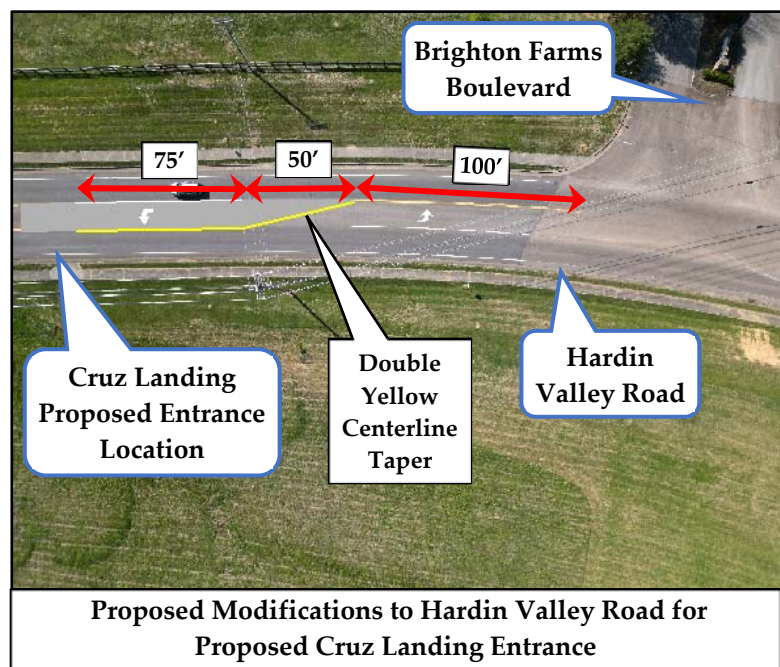 Brighton Farms
Boulevard
75′
50′
100′
Cruz Landing
Proposed Entrance
Location
Double
Yellow
Centerline
Taper
Hardin
Valley Road
Proposed Modifications to Hardin Valley Road for
Proposed Cruz Landing Entrance